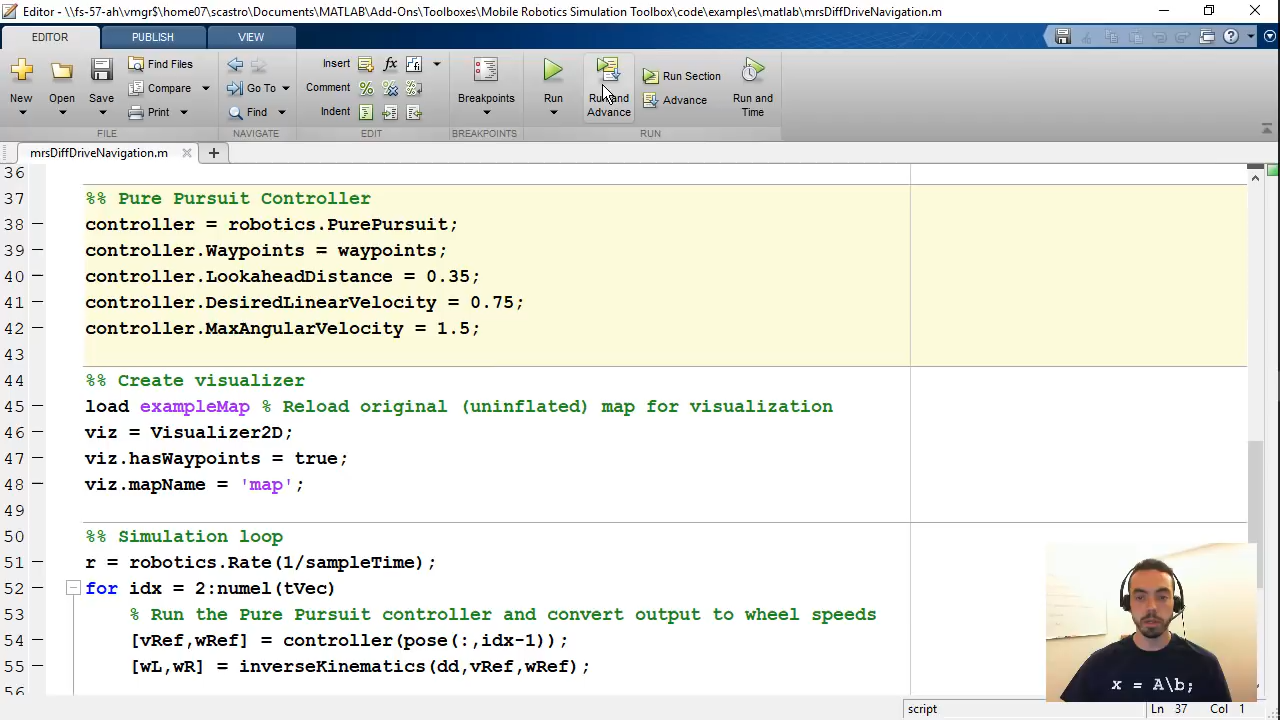 Editor - \\fs-57-ah\vmgr$\home07\scastro\Documents\MATLAB\Add-Ons\Toolboxes\Mobile Robotics Simulation Toolbox\code\examples\matlab\mrsDiffDriveNavigation.m
EDITOR PUBLISH VIEW
New Open Save Find Files Compare Print
Go To Find
Insert fx
Comment
Indent
Breakpoints Run Run and Advance Run Section Advance Run and Time
FILE NAVIGATE EDIT BREAKPOINTS RUN
mrsDiffDriveNavigation.m
36
37 %% Pure Pursuit Controller
38 controller = robotics.PurePursuit;
39 controller.Waypoints = waypoints;
40 controller.LookaheadDistance = 0.35;
41 controller.DesiredLinearVelocity = 0.75;
42 controller.MaxAngularVelocity = 1.5;
43
44 %% Create visualizer
45 load exampleMap % Reload original (uninflated) map for visualization
46 viz = Visualizer2D;
47 viz.hasWaypoints = true;
48 viz.mapName = 'map';
49
50 %% Simulation loop
51 r = robotics.Rate(1/sampleTime);
52 for idx = 2:numel(tVec)
53 % Run the Pure Pursuit controller and convert output to wheel speeds
54 [vRef,wRef] = controller(pose(:,idx-1));
55 [wL,wR] = inverseKinematics(dd,vRef,wRef);
56
x = A\b;
script Ln 37 Col 1